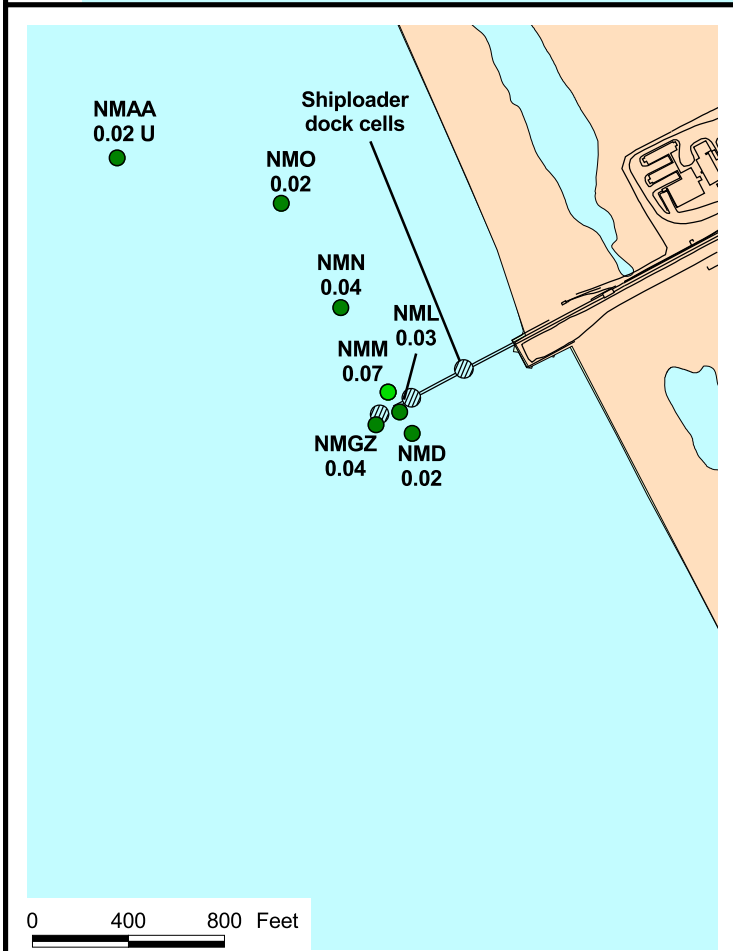 Shiploader
dock cells
NMAA
0.02 U
NMO
0.02
NMN
0.04
NML
0.03
NMM
0.07
NMGZ
0.04
NMD
0.02
0 400 800 Feet